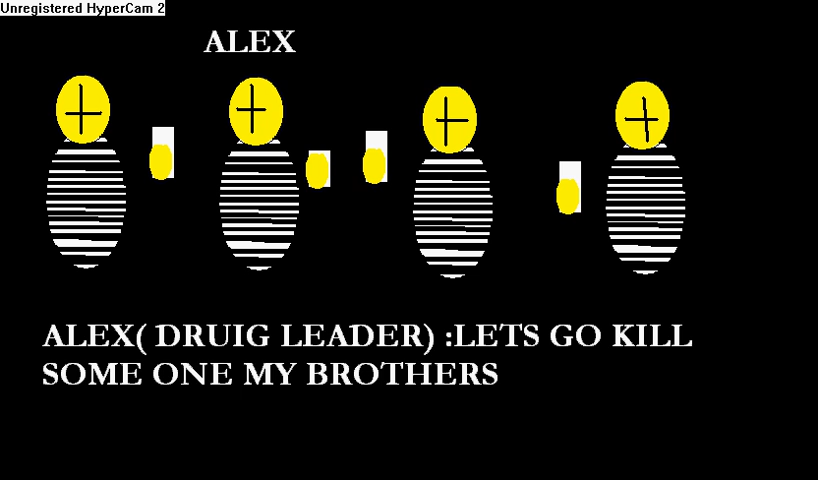 Unregistered HyperCam 2
ALEX
ALEX( DRUIG LEADER) :LETS GO KILL
SOME ONE MY BROTHERS